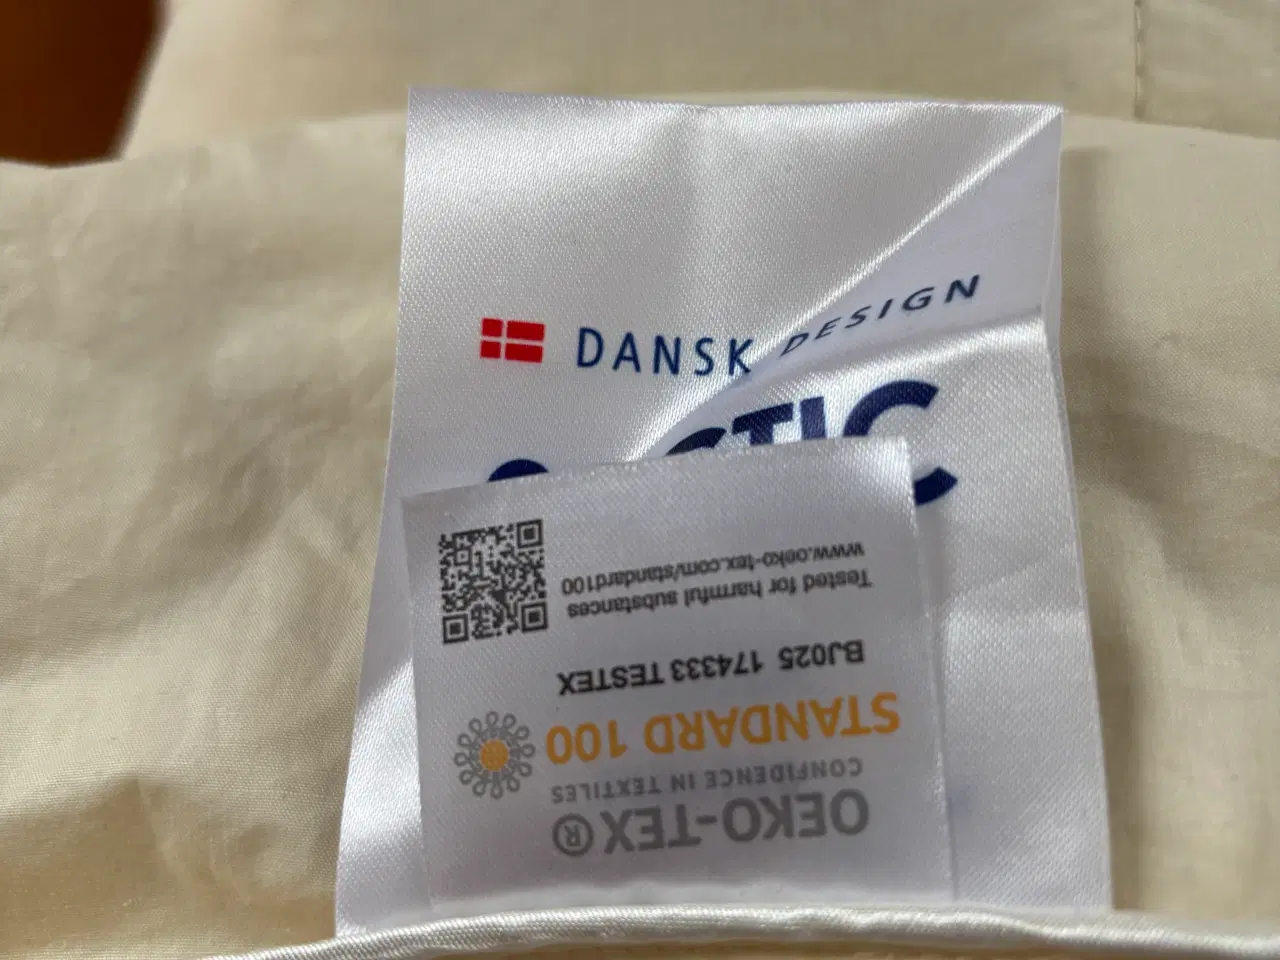 DANSK DESIGN
OEKO-TEX®
CONFIDENCE IN TEXTILES
STANDARD 100
BJ025 174333 TESTEX
Tested for harmful substances
www.oeko-tex.com/standard100